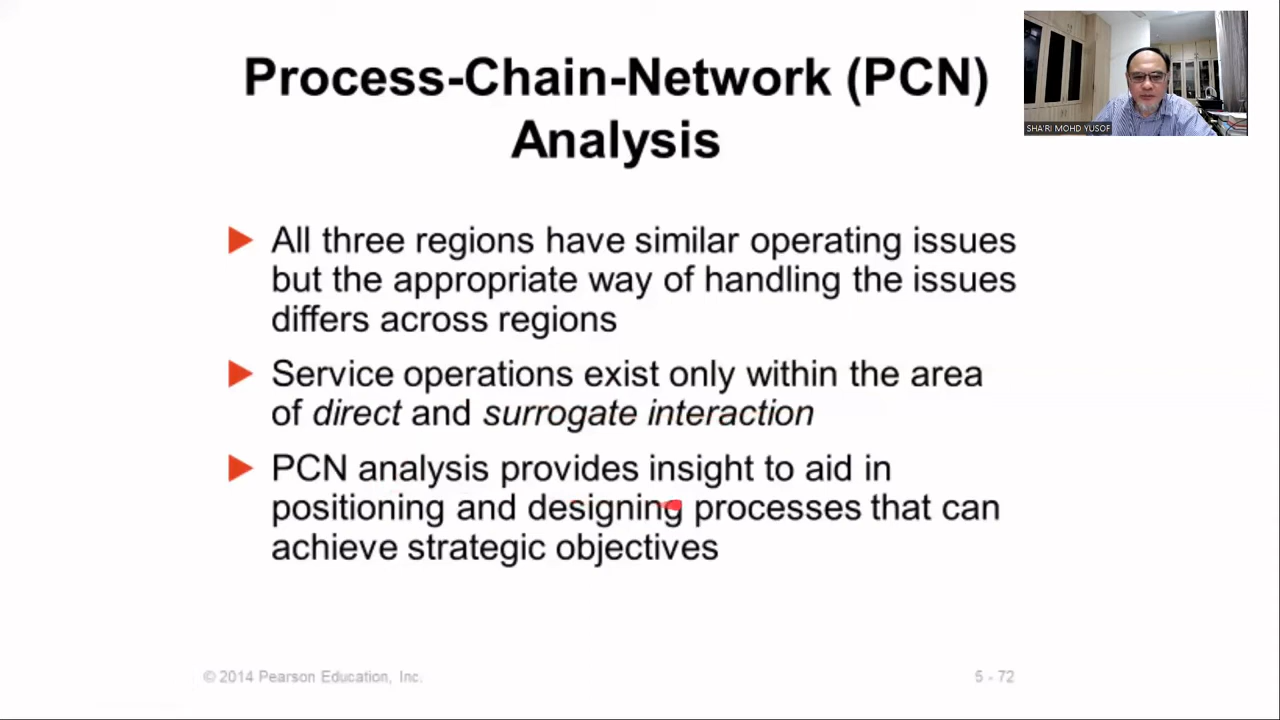 Process-Chain-Network (PCN)
Analysis
SHA'RI MOHD YUSOF
All three regions have similar operating issues
but the appropriate way of handling the issues
differs across regions
Service operations exist only within the area
of direct and surrogate interaction
PCN analysis provides insight to aid in
positioning and designing processes that can
achieve strategic objectives
© 2014 Pearson Education, Inc.
5 - 72